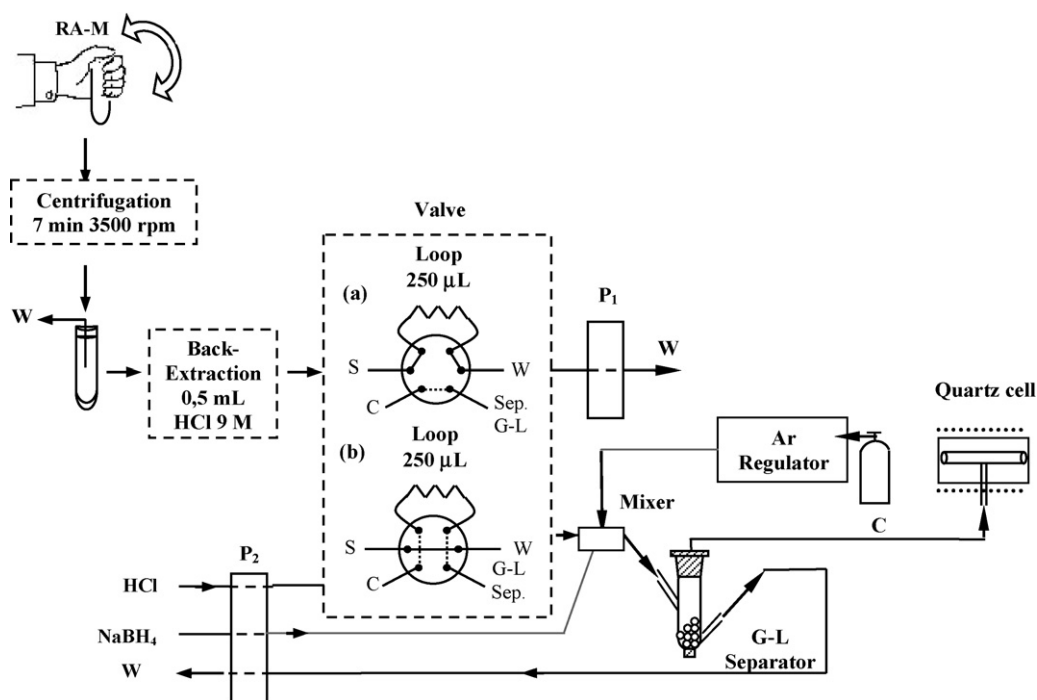 RA-M
Centrifugation
7 min 3500 rpm
W
Back-
Extraction
0,5 mL
HCl 9 M
Valve
Loop
250 µL
(a)
S
W
C
Sep.
G-L
Loop
250 µL
(b)
S
W
C
G-L
Sep.
P₁
W
Ar
Regulator
Quartz cell
Mixer
C
P₂
HCl
NaBH₄
W
G-L
Separator